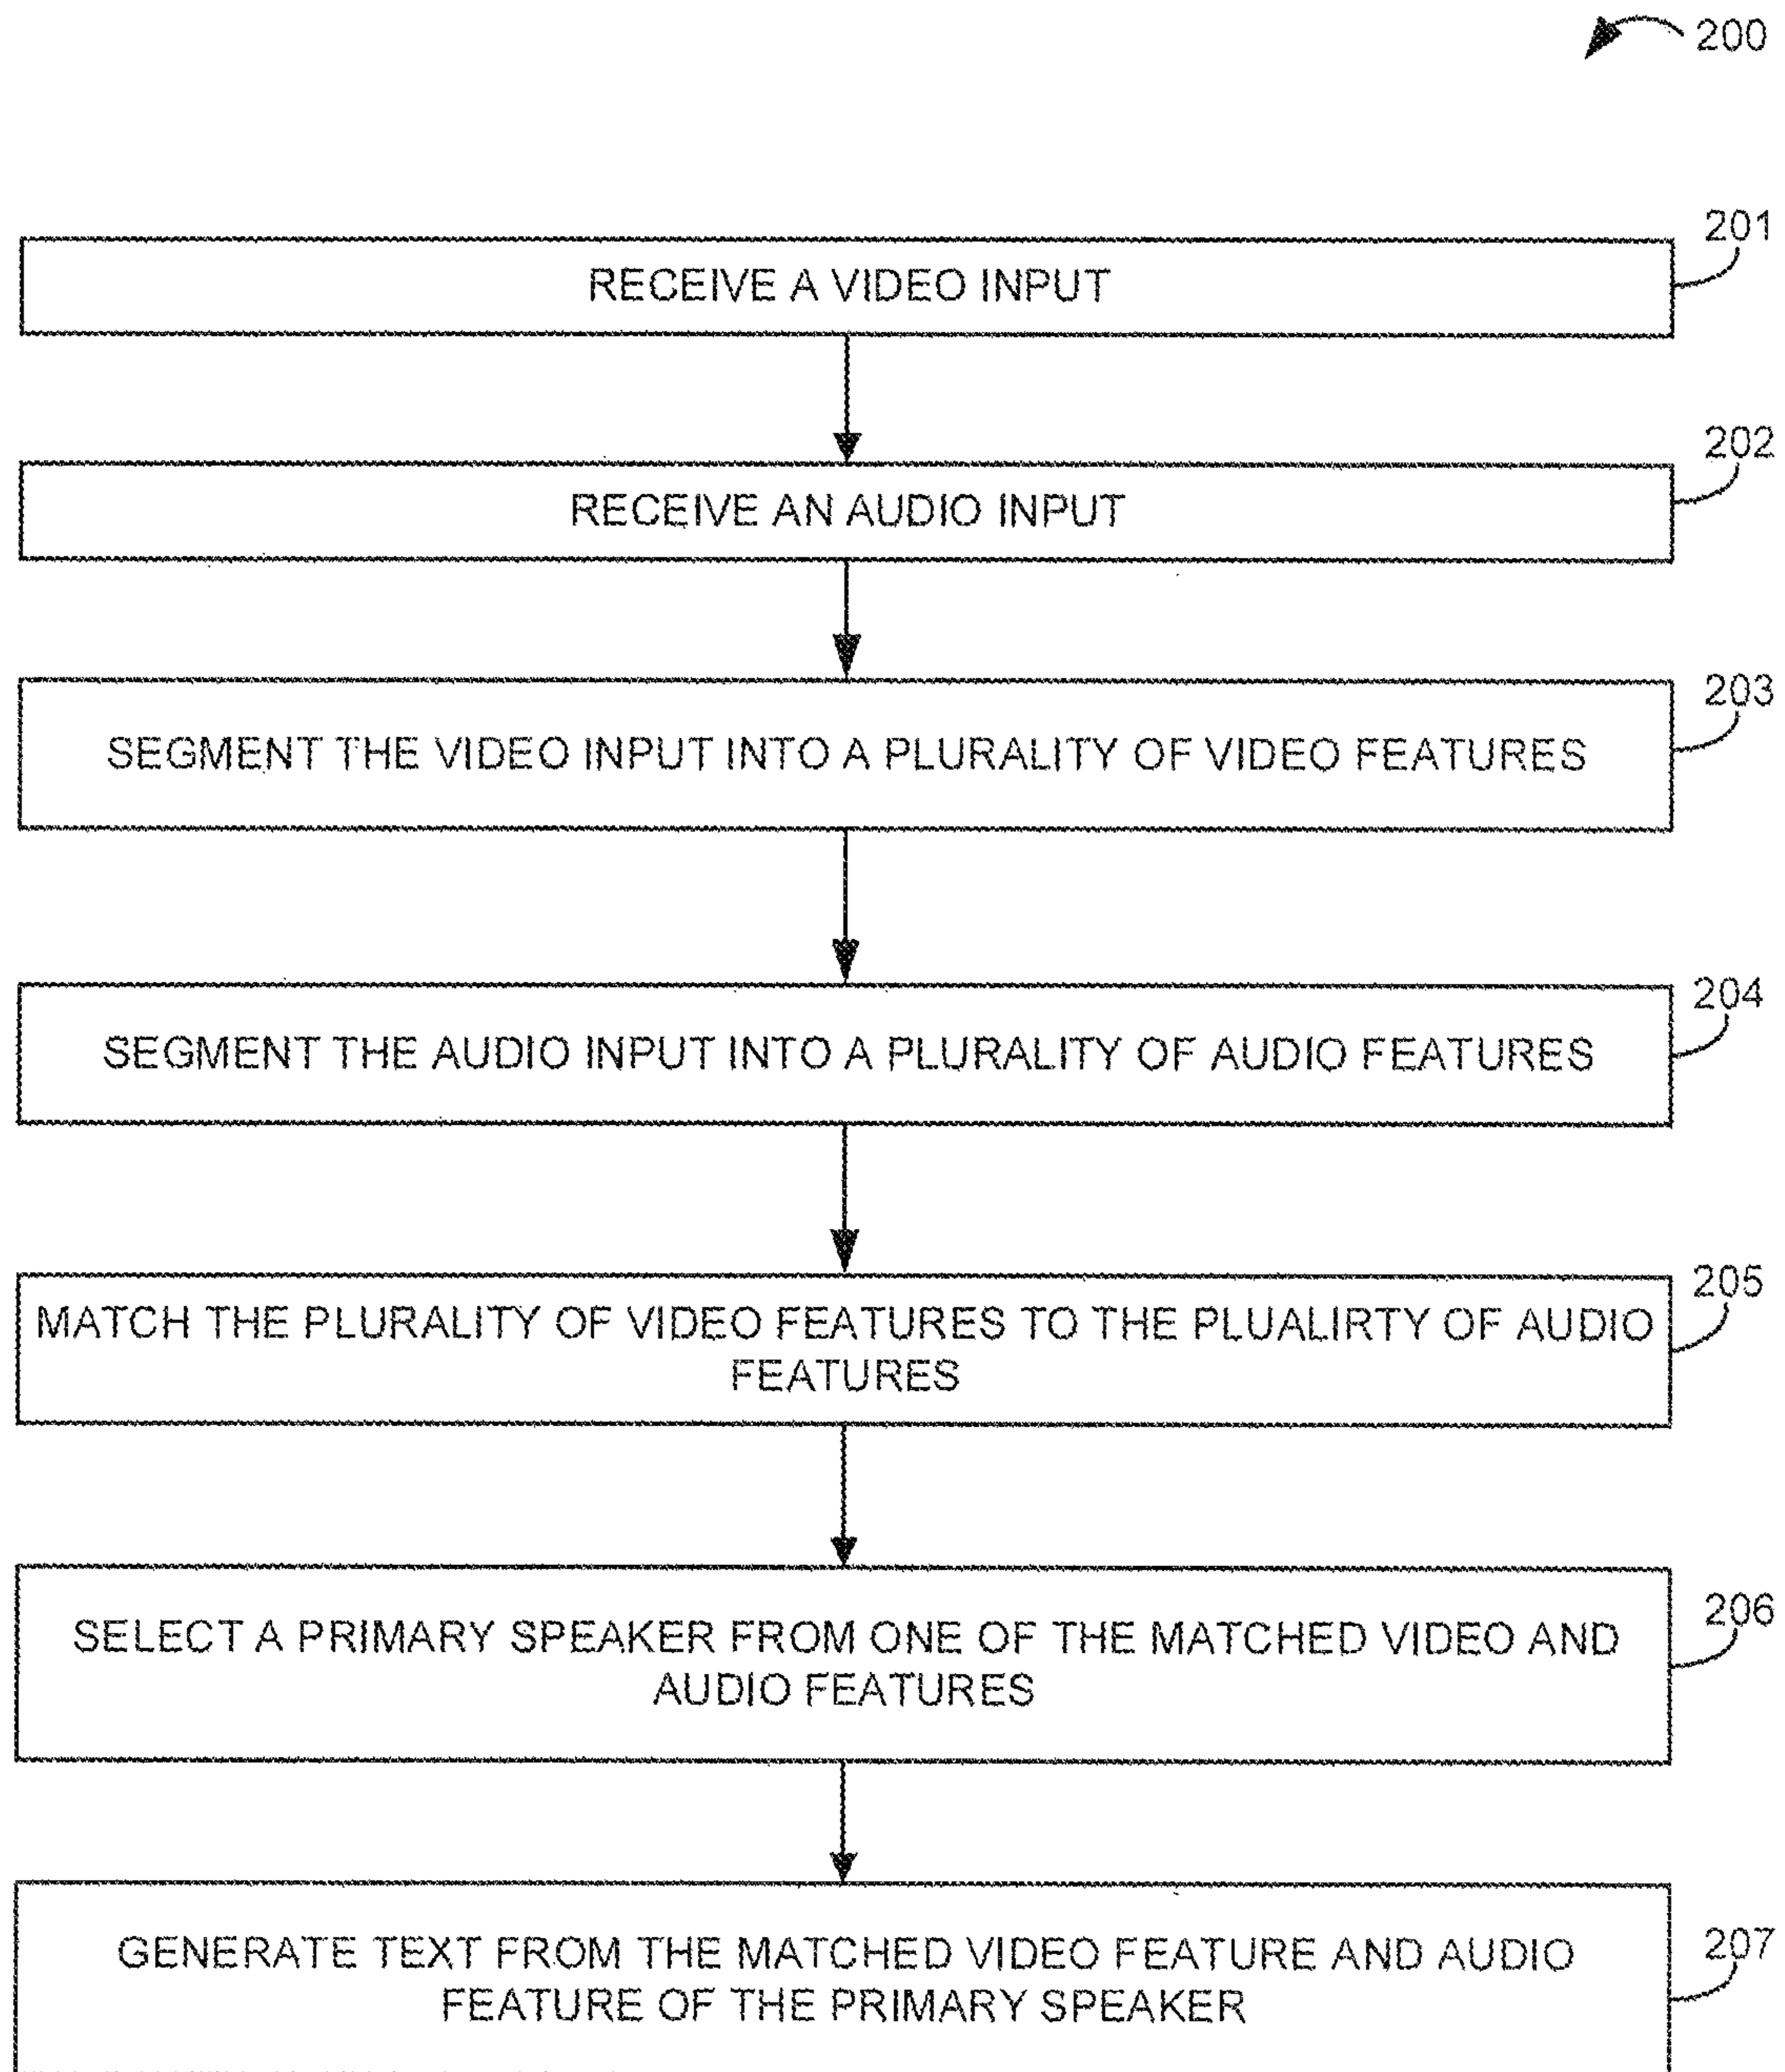 200
201
RECEIVE A VIDEO INPUT
202
RECEIVE AN AUDIO INPUT
203
SEGMENT THE VIDEO INPUT INTO A PLURALITY OF VIDEO FEATURES
204
SEGMENT THE AUDIO INPUT INTO A PLURALITY OF AUDIO FEATURES
205
MATCH THE PLURALITY OF VIDEO FEATURES TO THE PLUALIRTY OF AUDIO
FEATURES
206
SELECT A PRIMARY SPEAKER FROM ONE OF THE MATCHED VIDEO AND
AUDIO FEATURES
207
GENERATE TEXT FROM THE MATCHED VIDEO FEATURE AND AUDIO
FEATURE OF THE PRIMARY SPEAKER